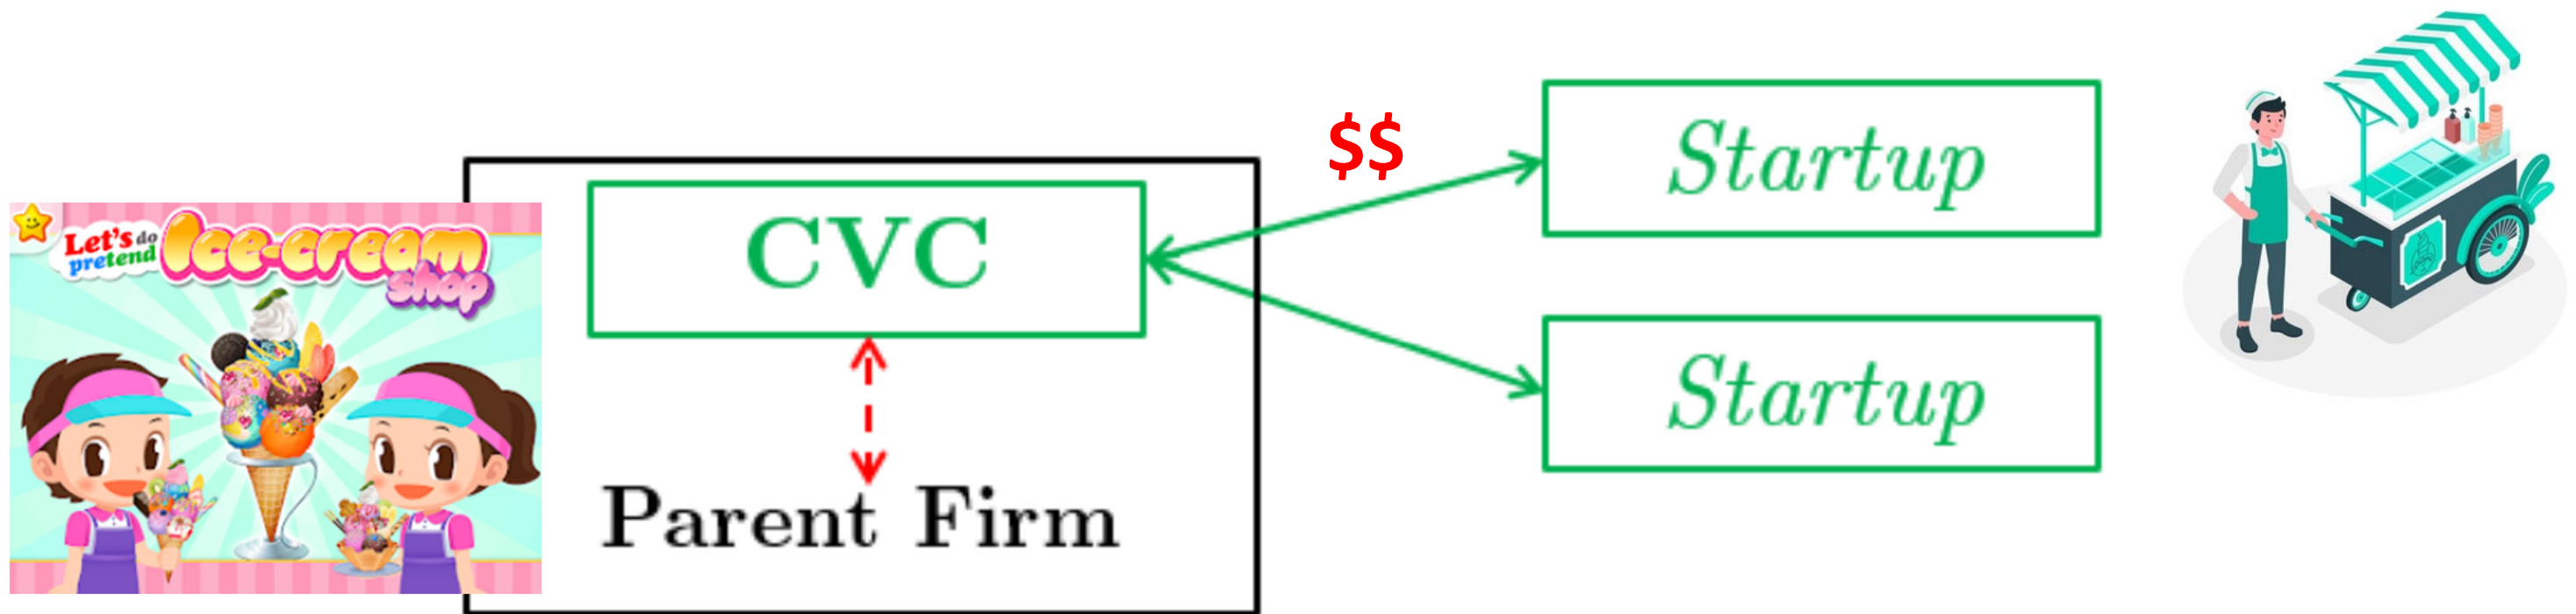 Let's do
pretend
Ice-cream
shop
CVC
Parent Firm
$$
Startup
Startup